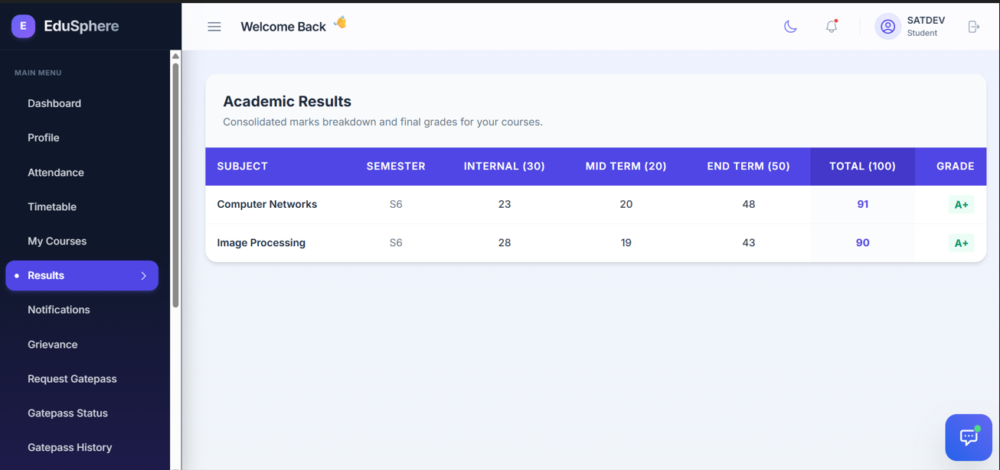 E EduSphere
Welcome Back 👋
SATDEV
Student
MAIN MENU
Dashboard
Profile
Attendance
Timetable
My Courses
Results
Notifications
Grievance
Request Gatepass
Gatepass Status
Gatepass History
Academic Results
Consolidated marks breakdown and final grades for your courses.
SUBJECT SEMESTER INTERNAL (30) MID TERM (20) END TERM (50) TOTAL (100) GRADE
Computer Networks S6 23 20 48 91 A+
Image Processing S6 28 19 43 90 A+